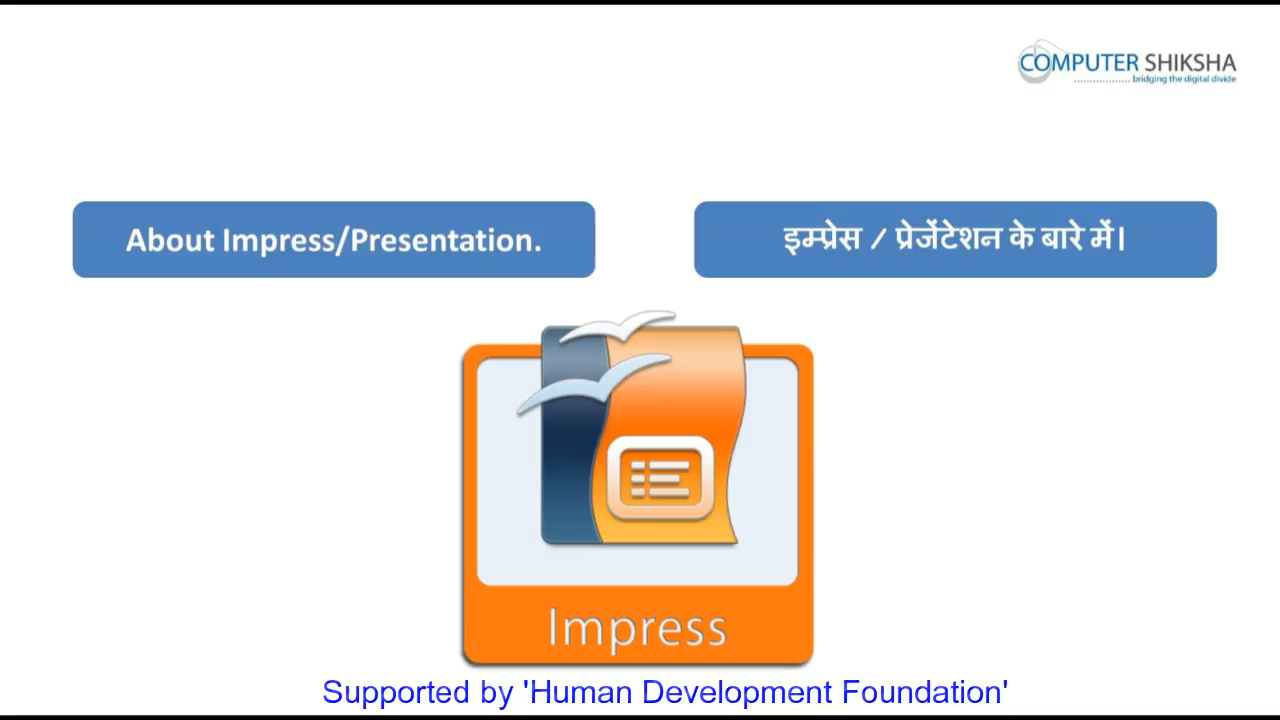 COMPUTER SHIKSHA
bridging the digital divide
About Impress/Presentation.
इम्प्रेस / प्रेजेंटेशन के बारे में।
Impress
Supported by 'Human Development Foundation'